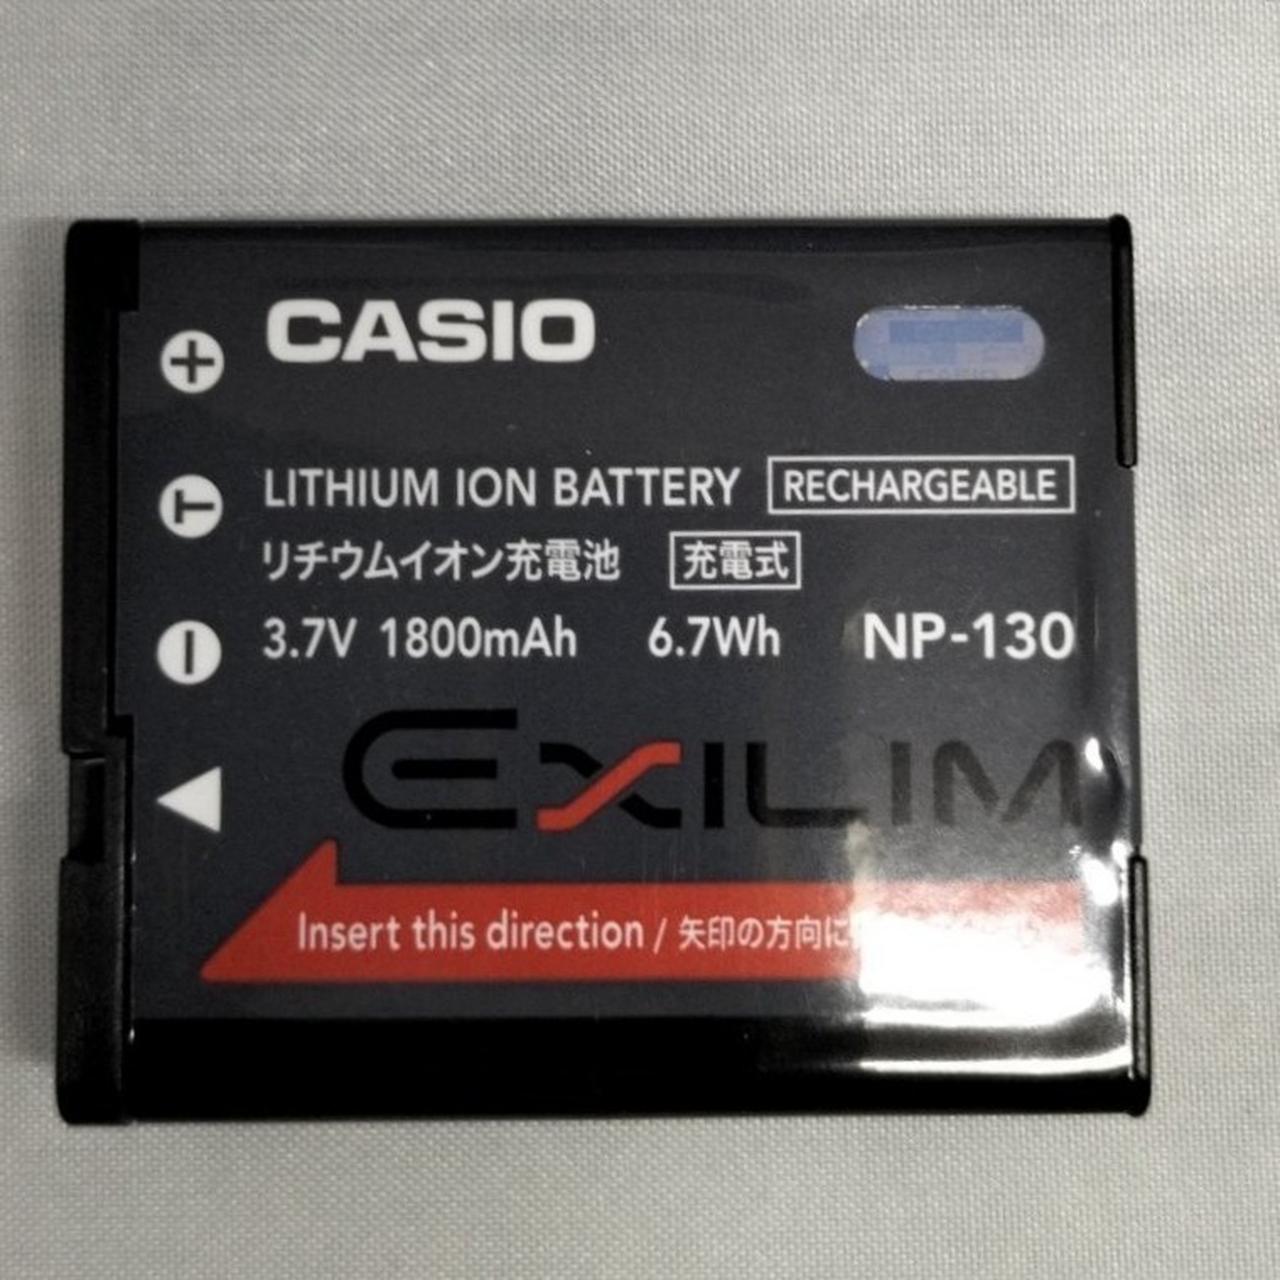 CASIO
CASIO
LITHIUM ION BATTERY RECHARGEABLE
リチウムイオン充電池 充電式
3.7V 1800mAh 6.7Wh NP-130
EXILIM
Insert this direction / 矢印の方向に